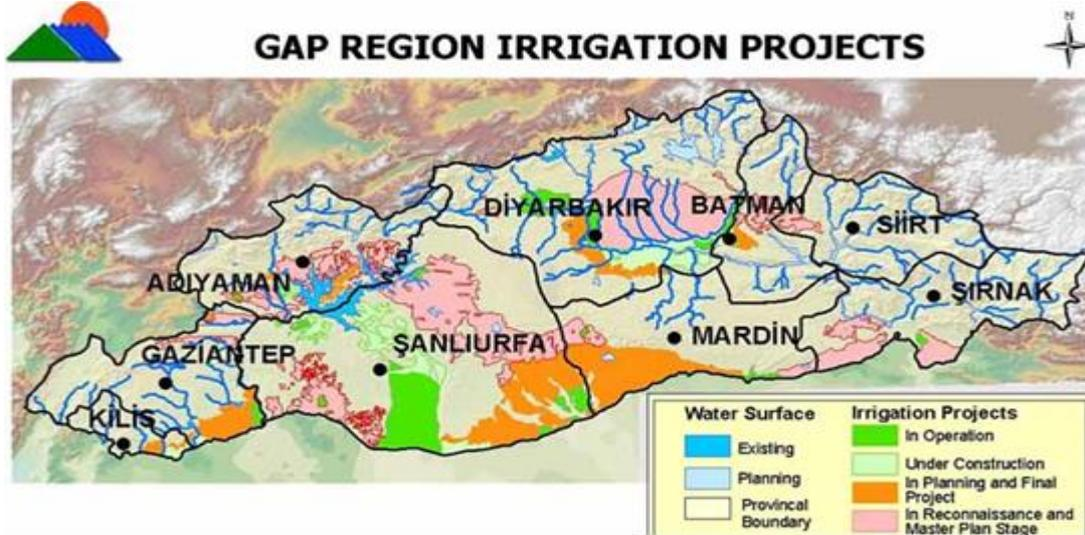 N
GAP REGION IRRIGATION PROJECTS
DİYARBAKIR
BATMAN
SİİRT
ADIYAMAN
ŞIRNAK
ŞANLIURFA
MARDİN
GAZİANTEP
KİLİS
Water Surface
Existing
Planning
Provincal
Boundary
Irrigation Projects
In Operation
Under Construction
In Planning and Final
Project
In Reconnaissance and
Master Plan Stage